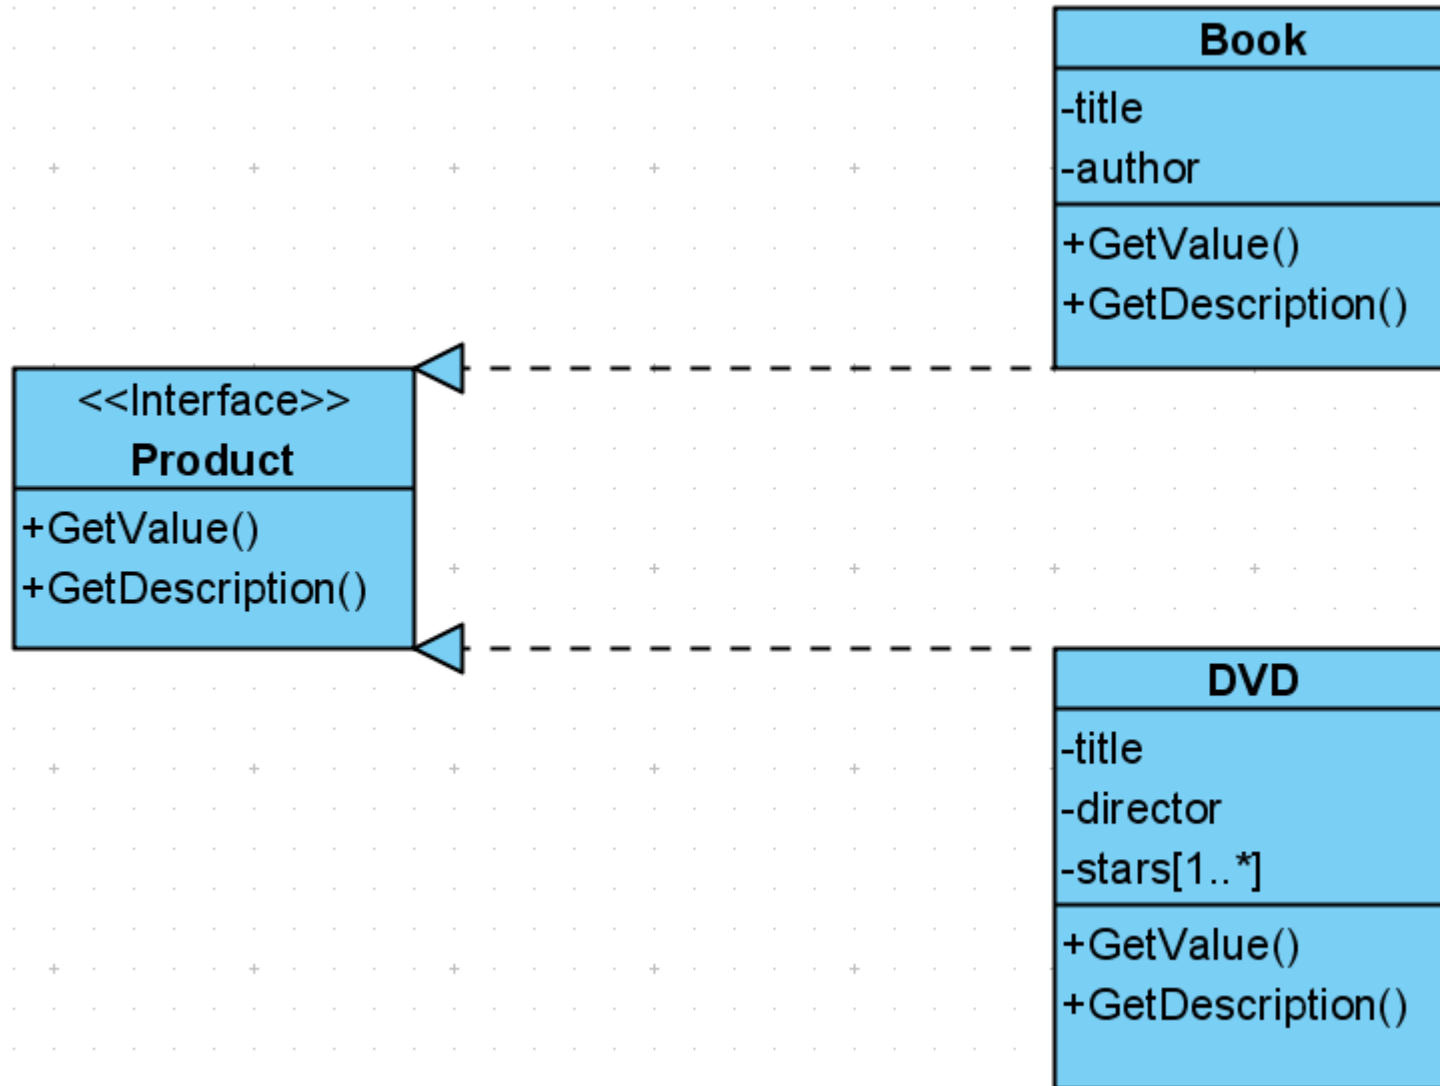 Book
-title
-author
+GetValue()
+GetDescription()
<<Interface>>
Product
+GetValue()
+GetDescription()
DVD
-title
-director
-stars[1..*]
+GetValue()
+GetDescription()